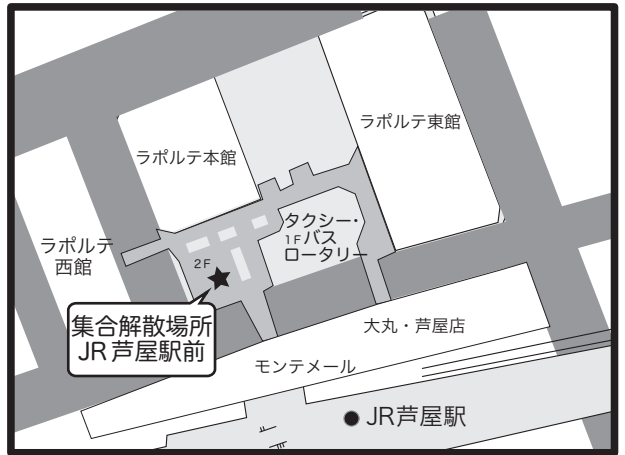 ラポルテ東館
ラポルテ本館
タクシー・
1Fバス
ロータリー
ラポルテ
西館
2F
集合解散場所
JR芦屋駅前
大丸・芦屋店
モンテメール
JR芦屋駅